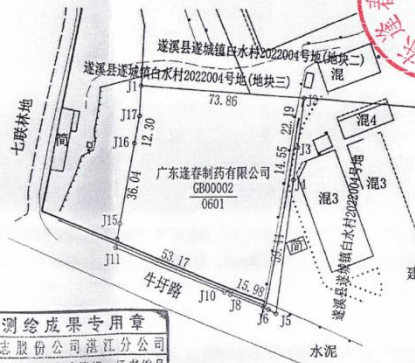 遂溪县遂城镇白水村2022004号地(地块二)
遂溪县遂城镇白水村2022004号地(地块三)
混
J1
73.86
J2
七联林地
J17
22.19
混4
J16
12.30
J3
简
14.55
广东逢春制药有限公司
GB00002
0601
J4
混3
混3
36.04
遂溪县遂城镇白水村2022004号地
J15
简
J11
53.17
牛圩路
J10
J8
15.98
J6
J5
建
水泥
测绘成果专用章
志股份公司湛江分公司